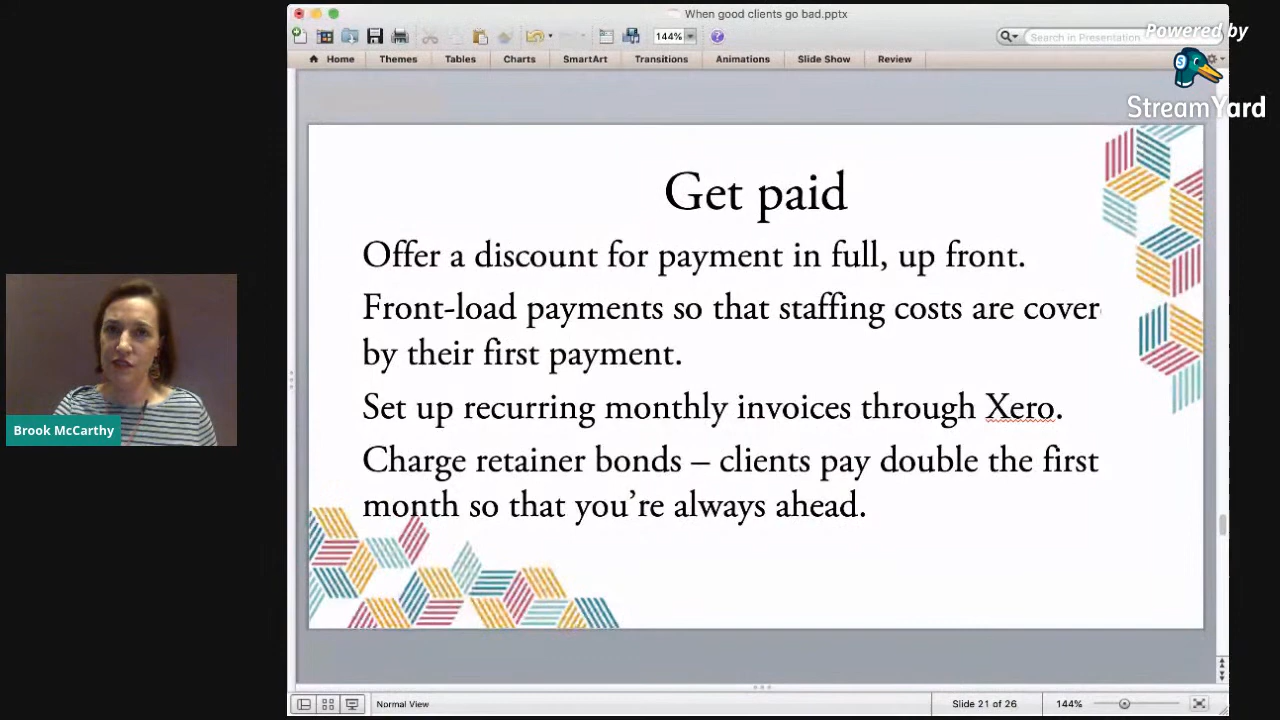 When good clients go bad.pptx
144%
Search in Presentation
Powered by
StreamYard
Home
Themes
Tables
Charts
SmartArt
Transitions
Animations
Slide Show
Review
Get paid
Offer a discount for payment in full, up front.
Front-load payments so that staffing costs are cover
by their first payment.
Set up recurring monthly invoices through Xero.
Charge retainer bonds – clients pay double the first
month so that you're always ahead.
Brook McCarthy
Normal View
Slide 21 of 26
144%